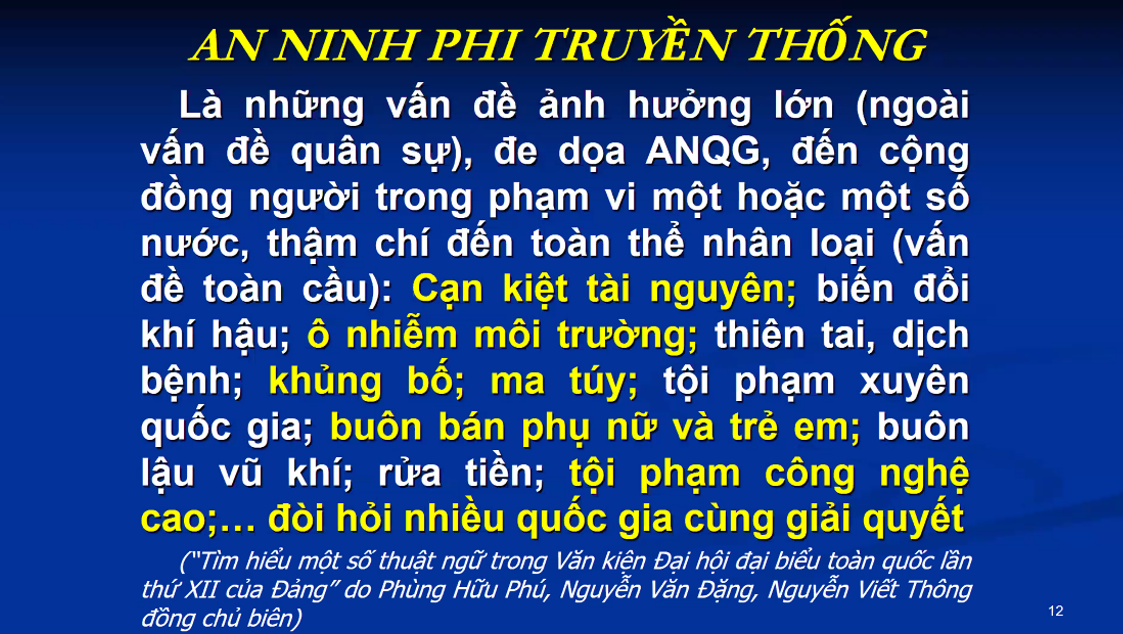 AN NINH PHI TRUYỀN THỐNG
Là những vấn đề ảnh hưởng lớn (ngoài
vấn đề quân sự), đe dọa ANQG, đến cộng
đồng người trong phạm vi một hoặc một số
nước, thậm chí đến toàn thể nhân loại (vấn
đề toàn cầu): Cạn kiệt tài nguyên; biến đổi
khí hậu; ô nhiễm môi trường; thiên tai, dịch
bệnh; khủng bố; ma túy; tội phạm xuyên
quốc gia; buôn bán phụ nữ và trẻ em; buôn
lậu vũ khí; rửa tiền; tội phạm công nghệ
cao;… đòi hỏi nhiều quốc gia cùng giải quyết
("Tìm hiểu một số thuật ngữ trong Văn kiện Đại hội đại biểu toàn quốc lần
thứ XII của Đảng” do Phùng Hữu Phú, Nguyễn Văn Đặng, Nguyễn Viết Thông
đồng chủ biên)
12